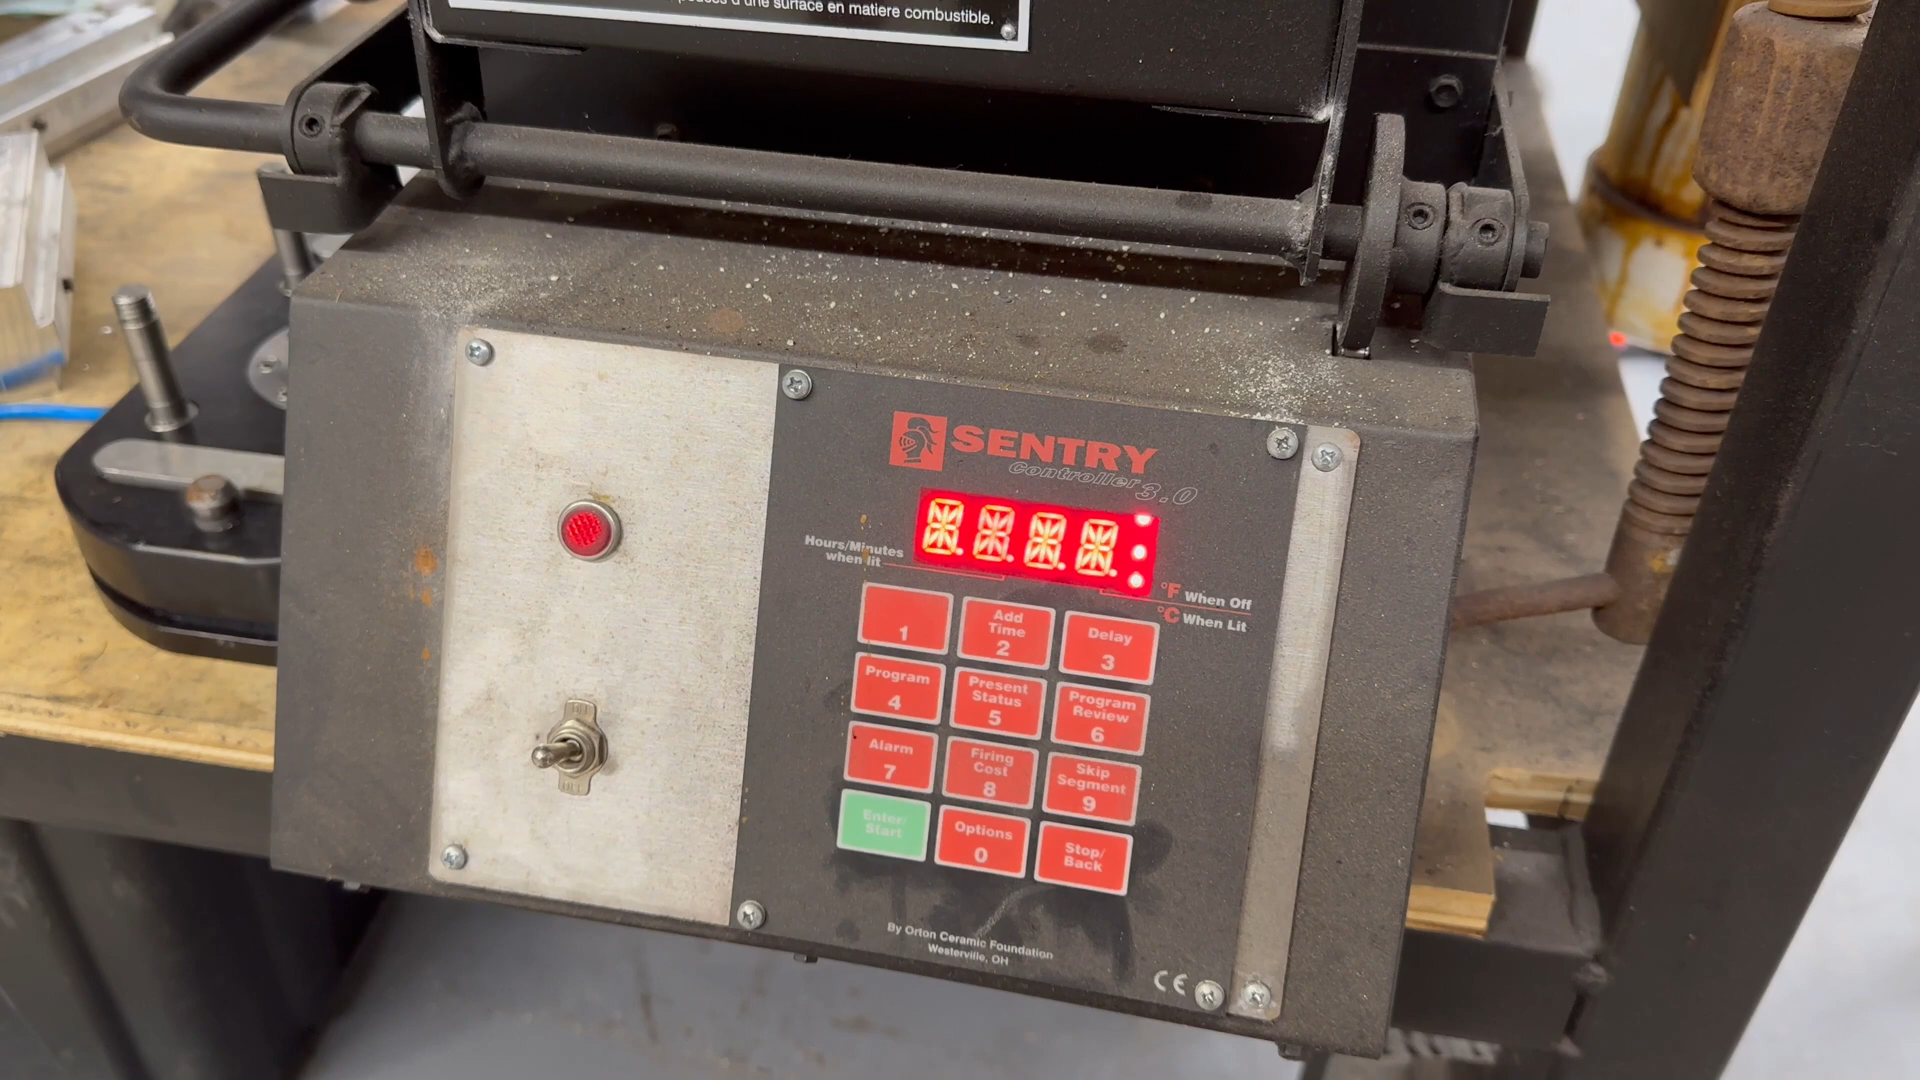 d'une surface en matiere combustible.
SENTRY
Controller 3.0
Hours/Minutes
when lit
°F When Off
°C When Lit
1
Add
Time
2
Delay
3
Program
4
Present
Status
5
Program
Review
6
Alarm
7
Firing
Cost
8
Skip
Segment
9
Enter/
Start
Options
0
Stop/
Back
By Orton Ceramic Foundation
Westerville, OH
CE